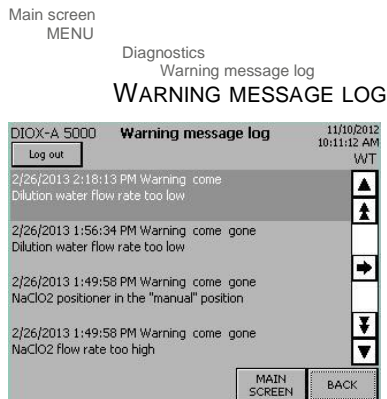 Main screen
MENU
Diagnostics
Warning message log
WARNING MESSAGE LOG
DIOX-A 5000 Warning message log 11/10/2012
10:11:12 AM
Log out WT
2/26/2013 2:18:13 PM Warning come
Dilution water flow rate too low
2/26/2013 1:56:34 PM Warning come gone
Dilution water flow rate too low
2/26/2013 1:49:58 PM Warning come gone
NaClO2 positioner in the "manual" position
2/26/2013 1:49:58 PM Warning come gone
NaClO2 flow rate too high
MAIN SCREEN BACK